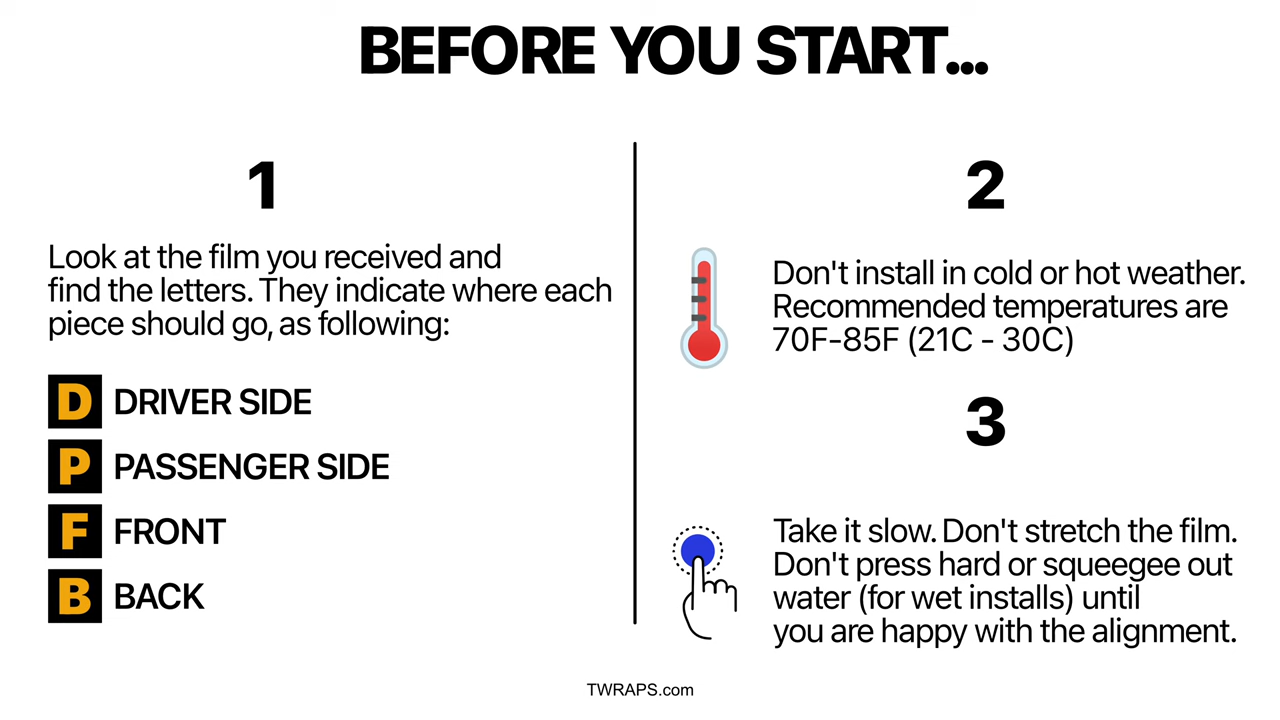 BEFORE YOU START...
1
Look at the film you received and
find the letters. They indicate where each
piece should go, as following:
D DRIVER SIDE
P PASSENGER SIDE
F FRONT
B BACK
2
Don't install in cold or hot weather.
Recommended temperatures are
70F-85F (21C - 30C)
3
Take it slow. Don't stretch the film.
Don't press hard or squeegee out
water (for wet installs) until
you are happy with the alignment.
TWRAPS.com